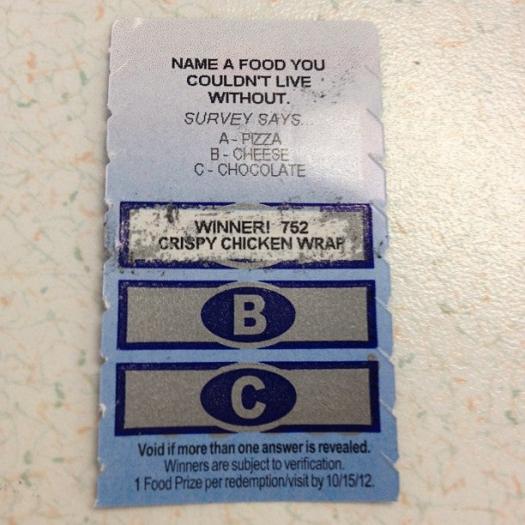 NAME A FOOD YOU
COULDN'T LIVE
WITHOUT.
SURVEY SAYS...
A - PIZZA
B - CHEESE
C - CHOCOLATE
WINNER! 752
CRISPY CHICKEN WRAP
B
C
Void if more than one answer is revealed.
Winners are subject to verification.
1 Food Prize per redemption/visit by 10/15/12.